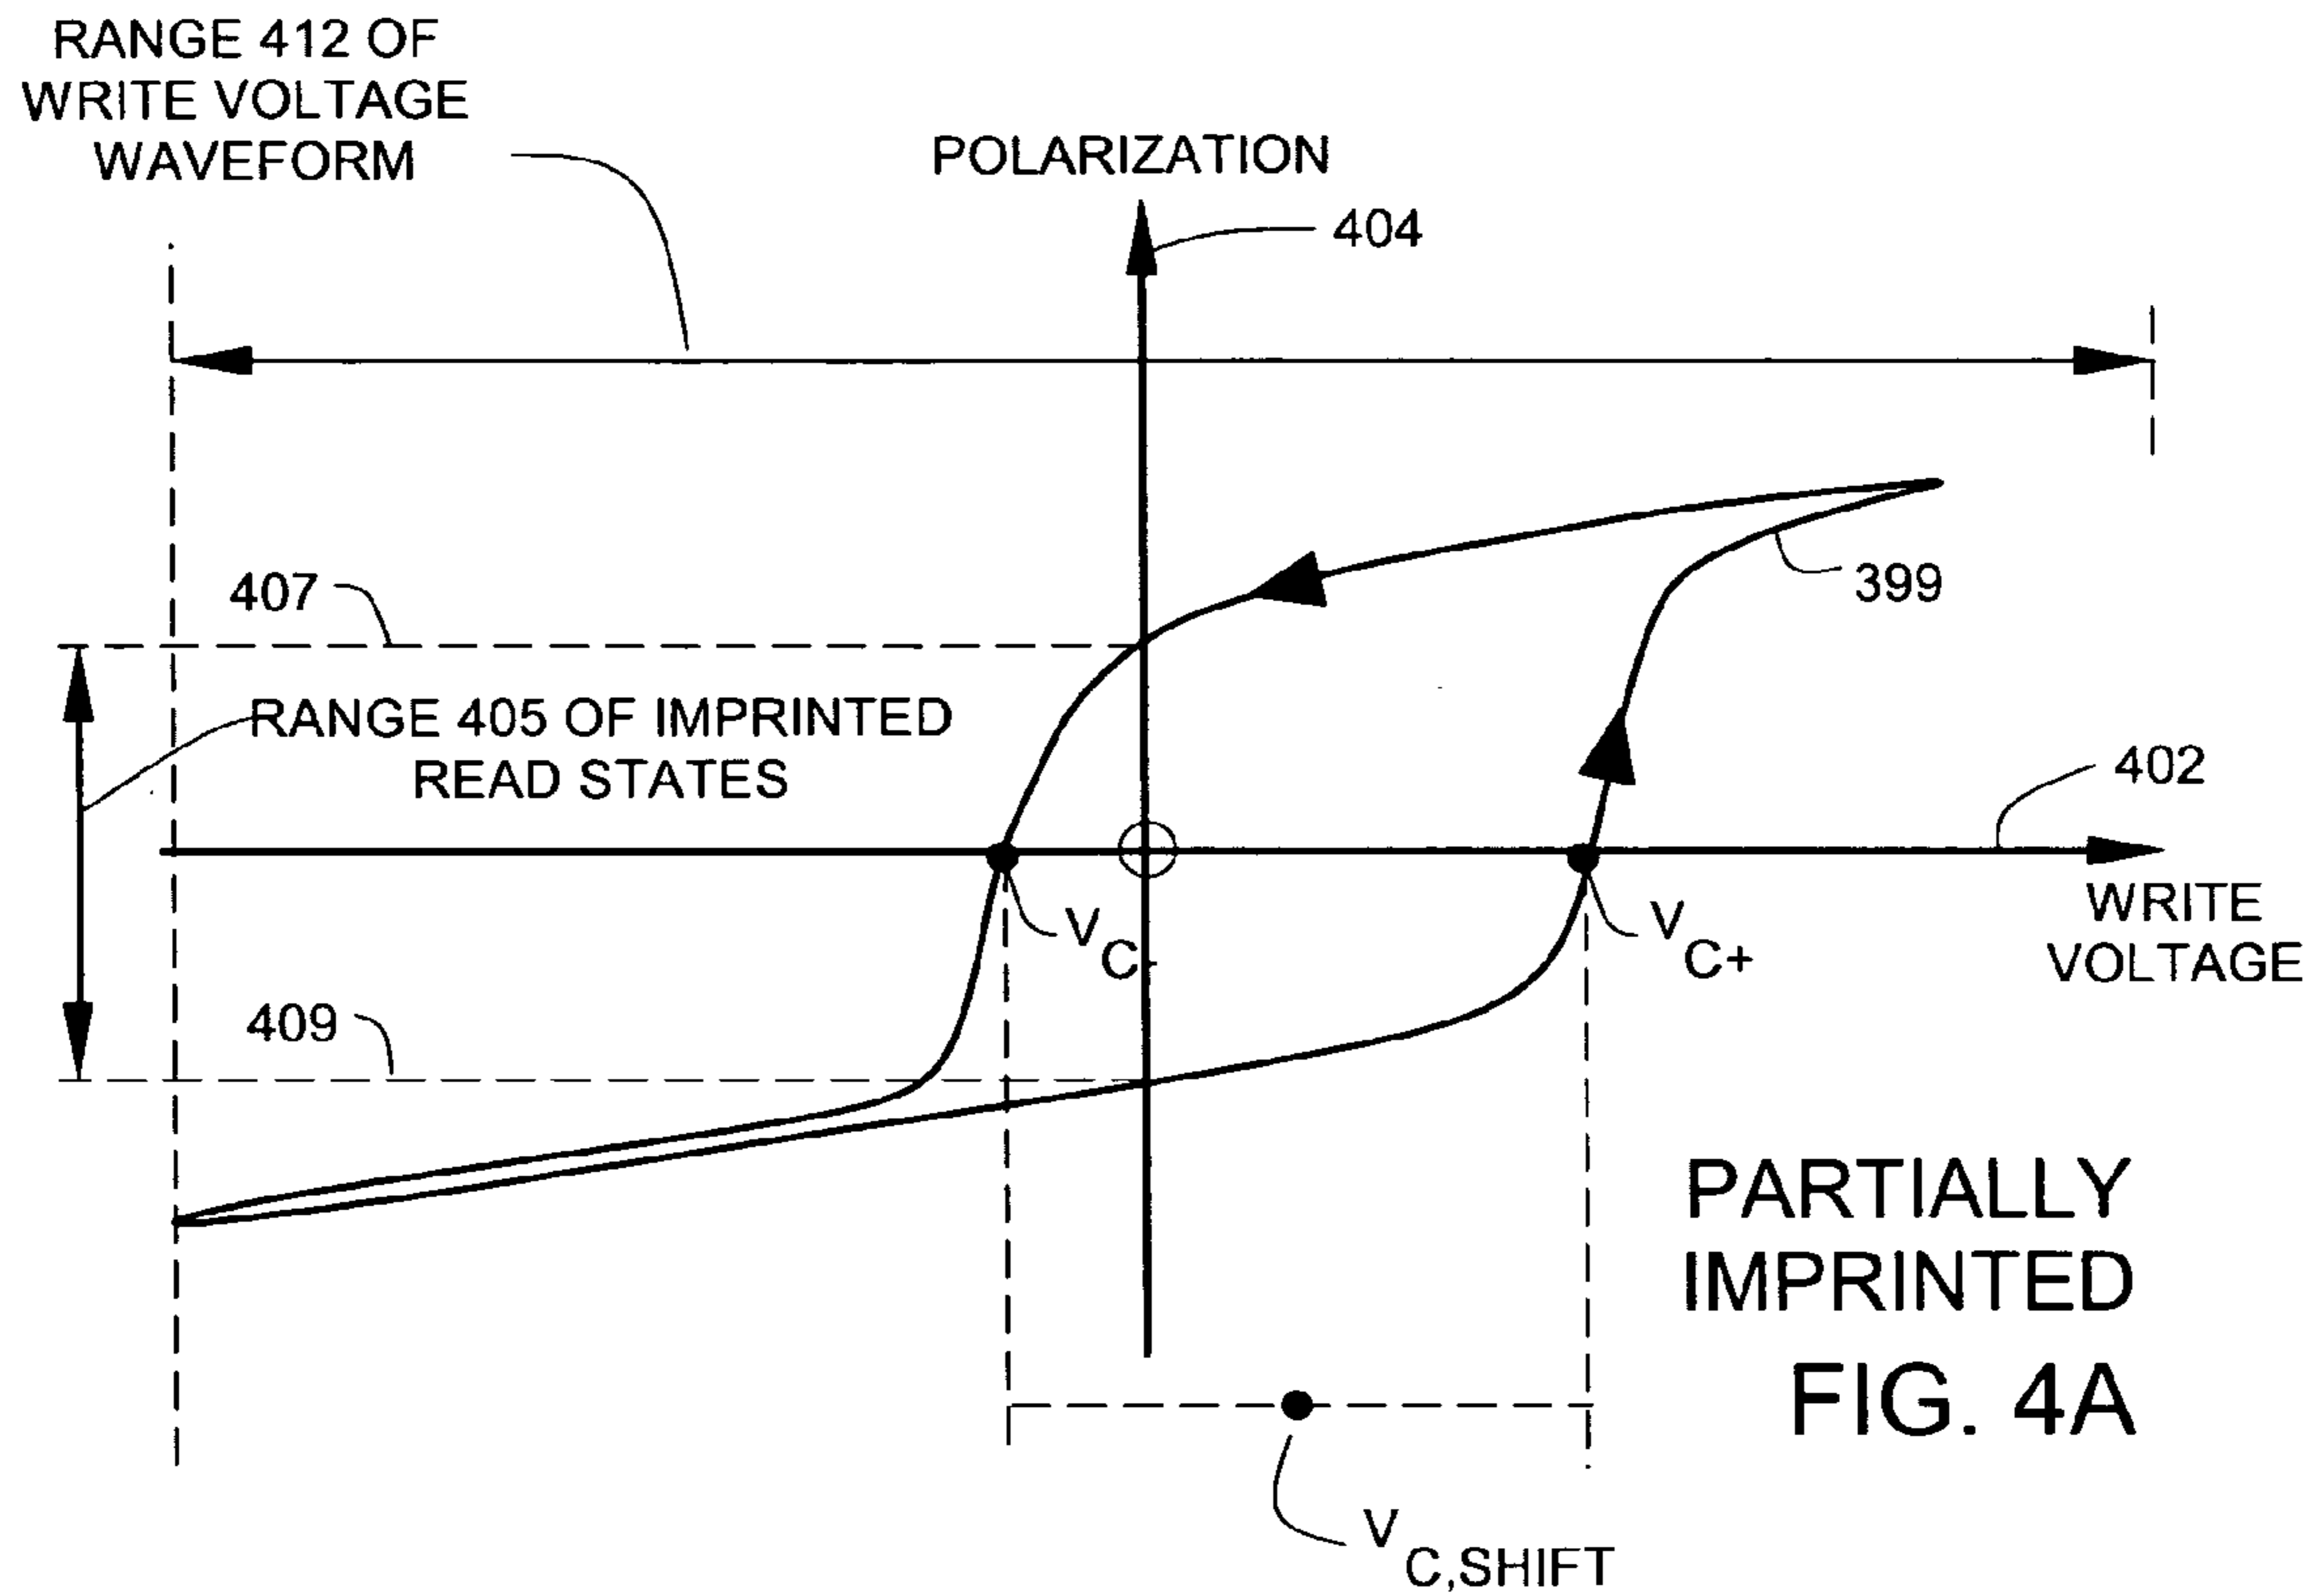 RANGE 412 OF
WRITE VOLTAGE
WAVEFORM
POLARIZATION
404
407
399
RANGE 405 OF IMPRINTED
READ STATES
402
V
C-
V
C+
WRITE
VOLTAGE
409
PARTIALLY
IMPRINTED
FIG. 4A
V
C,SHIFT